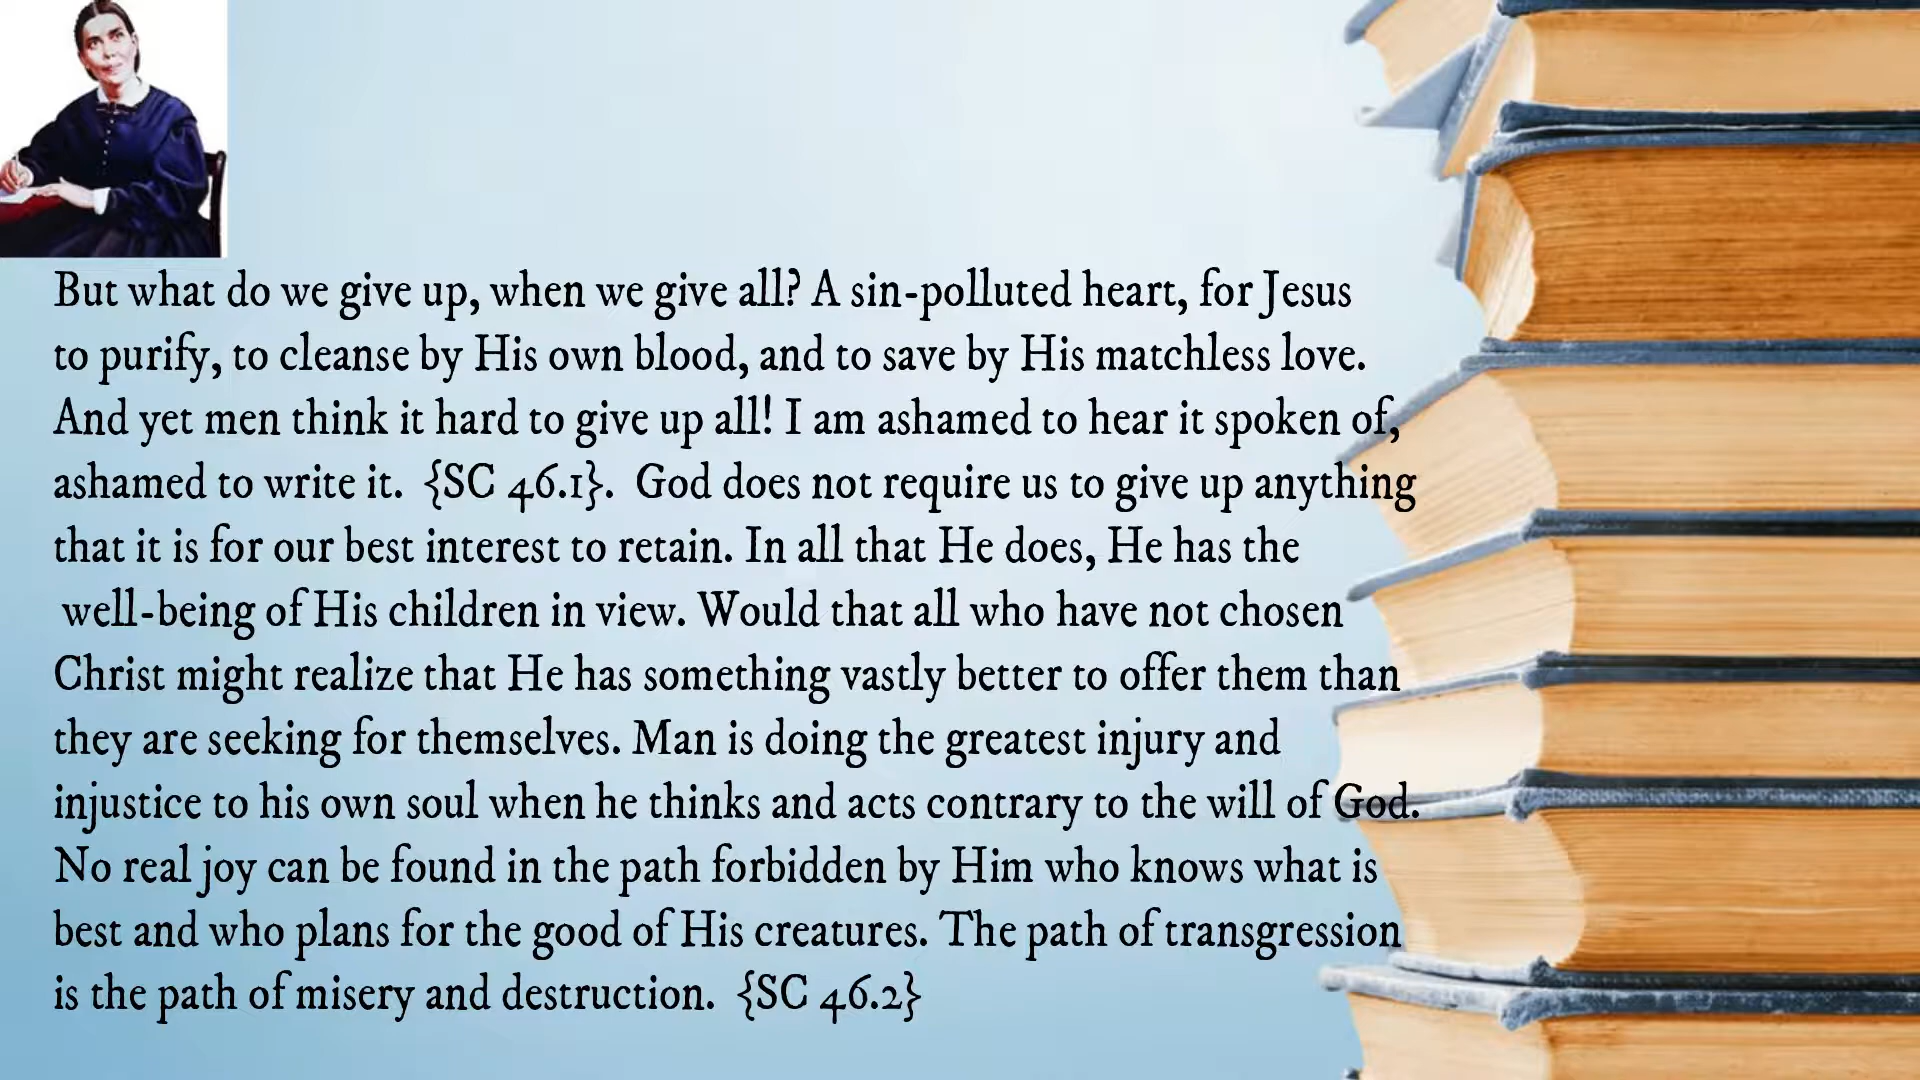 But what do we give up, when we give all? A sin-polluted heart, for Jesus
to purify, to cleanse by His own blood, and to save by His matchless love.
And yet men think it hard to give up all! I am ashamed to hear it spoken of,
ashamed to write it.  {SC 46.1}.  God does not require us to give up anything
that it is for our best interest to retain. In all that He does, He has the
well-being of His children in view. Would that all who have not chosen
Christ might realize that He has something vastly better to offer them than
they are seeking for themselves. Man is doing the greatest injury and
injustice to his own soul when he thinks and acts contrary to the will of God.
No real joy can be found in the path forbidden by Him who knows what is
best and who plans for the good of His creatures. The path of transgression
is the path of misery and destruction.  {SC 46.2}